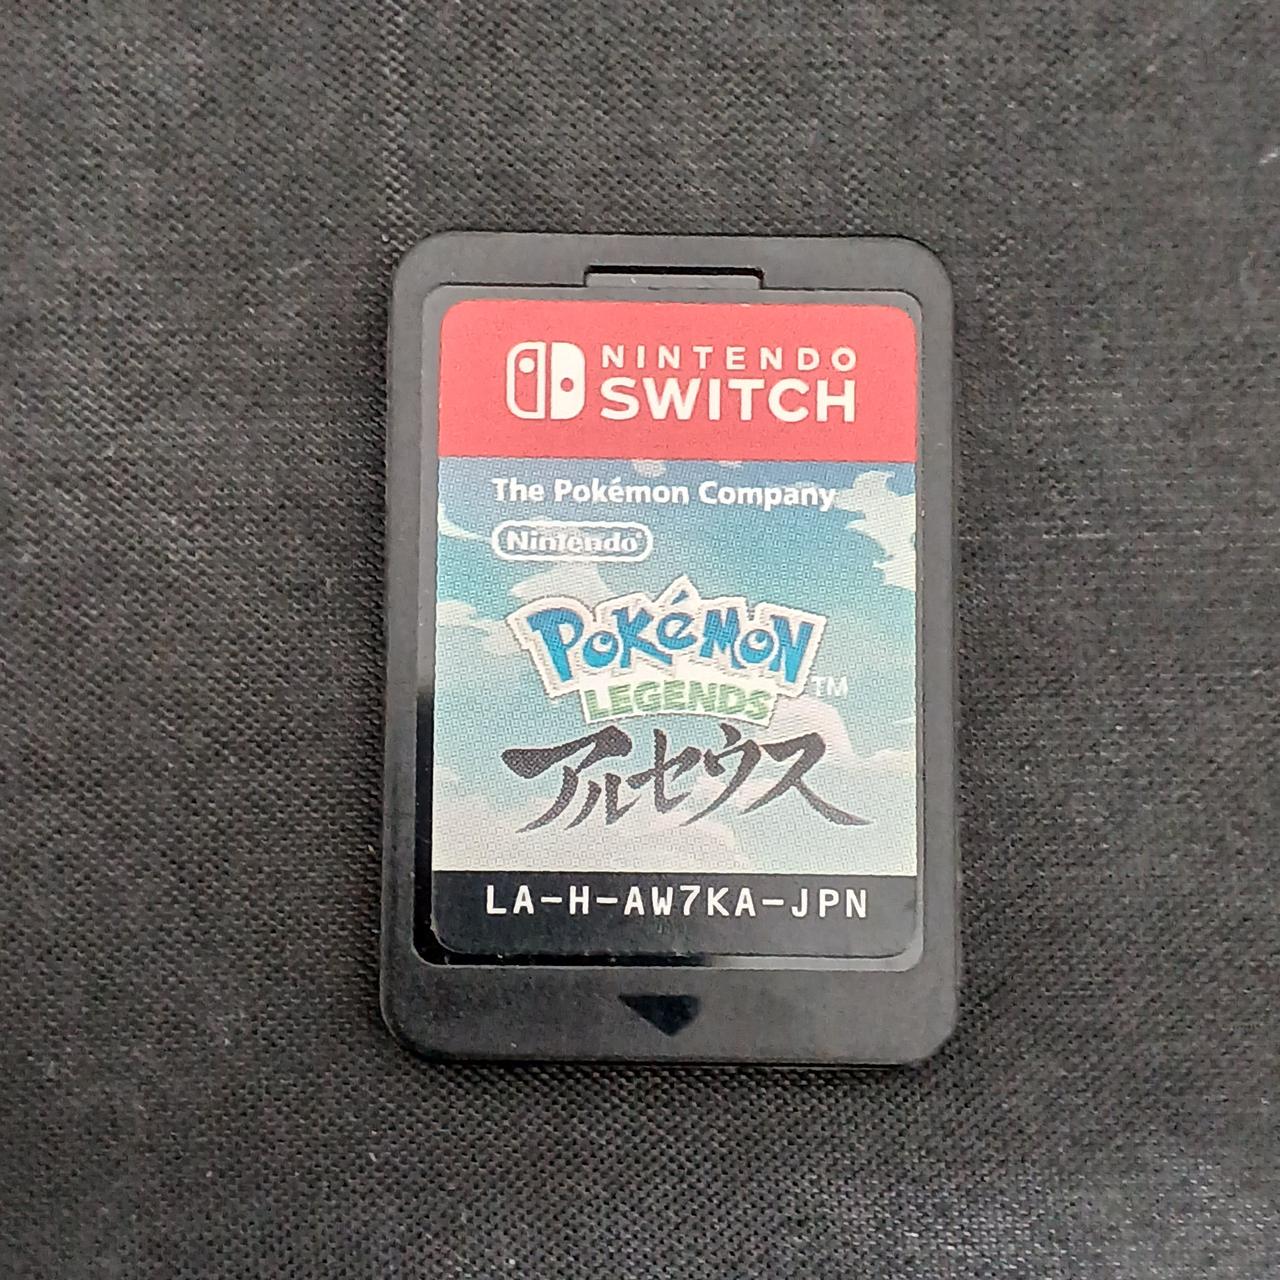 NINTENDO
SWITCH
The Pokémon Company
Nintendo
POKéMON
LEGENDS
TM
アルセウス
LA-H-AW7KA-JPN